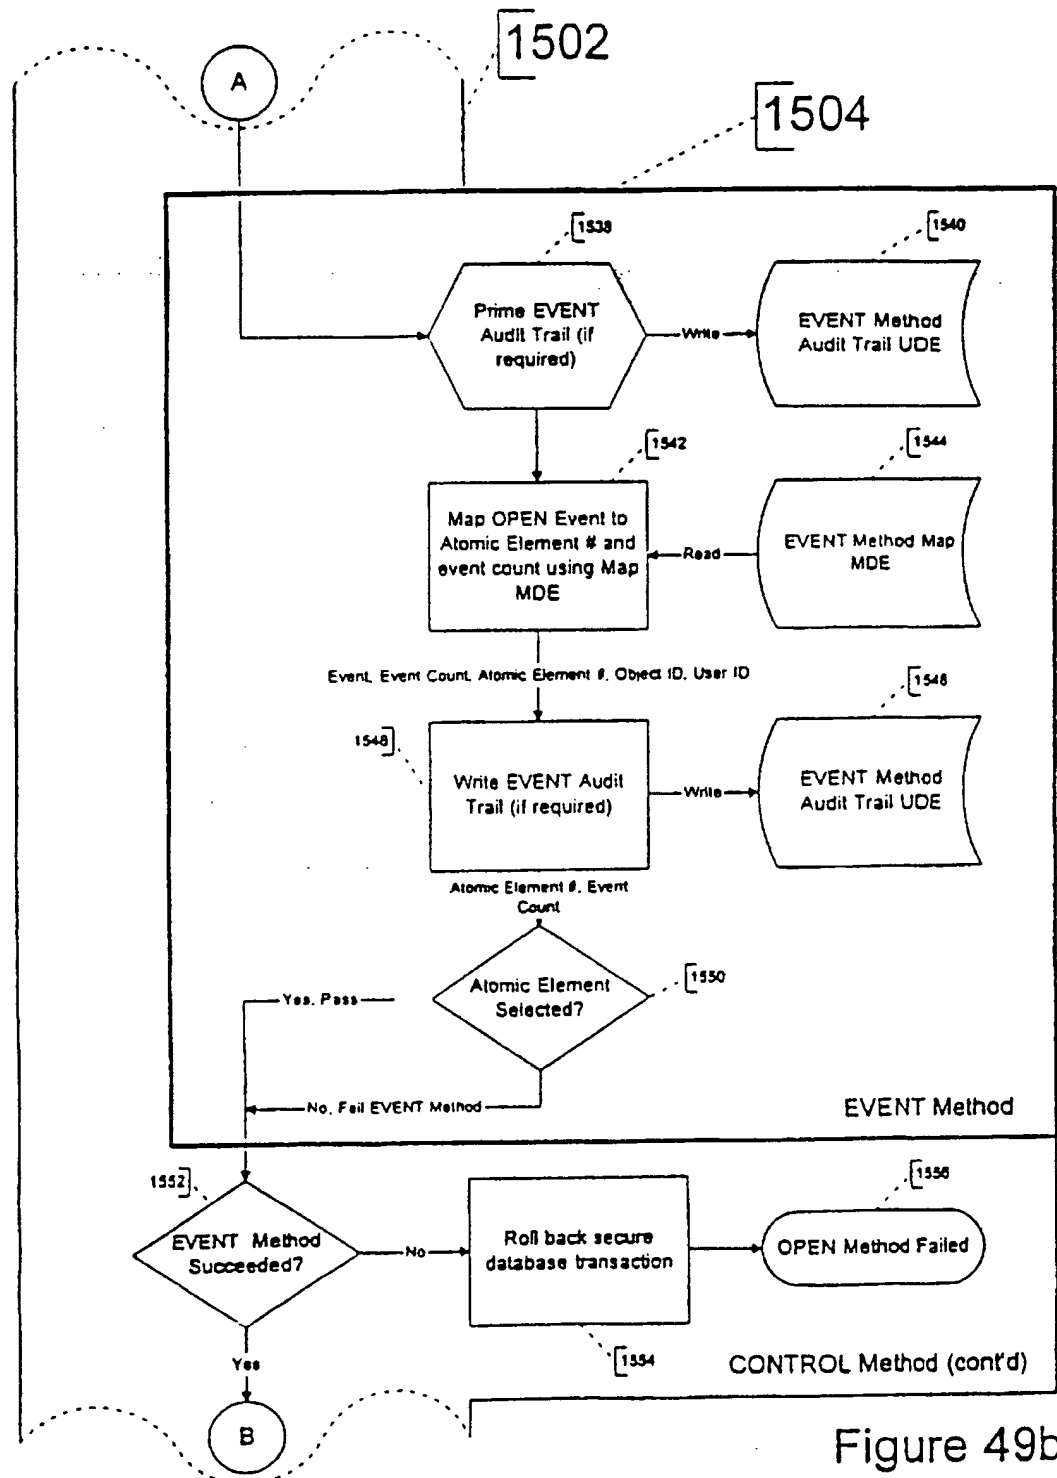 1502
A
1504
1538
1540
Prime EVENT
Audit Trail (if
required)
Write
EVENT Method
Audit Trail UDE
1542
1544
Map OPEN Event to
Atomic Element # and
event count using Map
MDE
Read
EVENT Method Map
MDE
Event, Event Count, Atomic Element #, Object ID, User ID
1548
1546
Write EVENT Audit
Trail (if required)
Write
EVENT Method
Audit Trail UDE
Atomic Element #, Event
Count
Atomic Element
Selected?
1550
Yes, Pass
No, Fail EVENT Method
EVENT Method
1552
EVENT Method
Succeeded?
No
Roll back secure
database transaction
1556
OPEN Method Failed
Yes
1554
CONTROL Method (cont'd)
B
Figure 49b